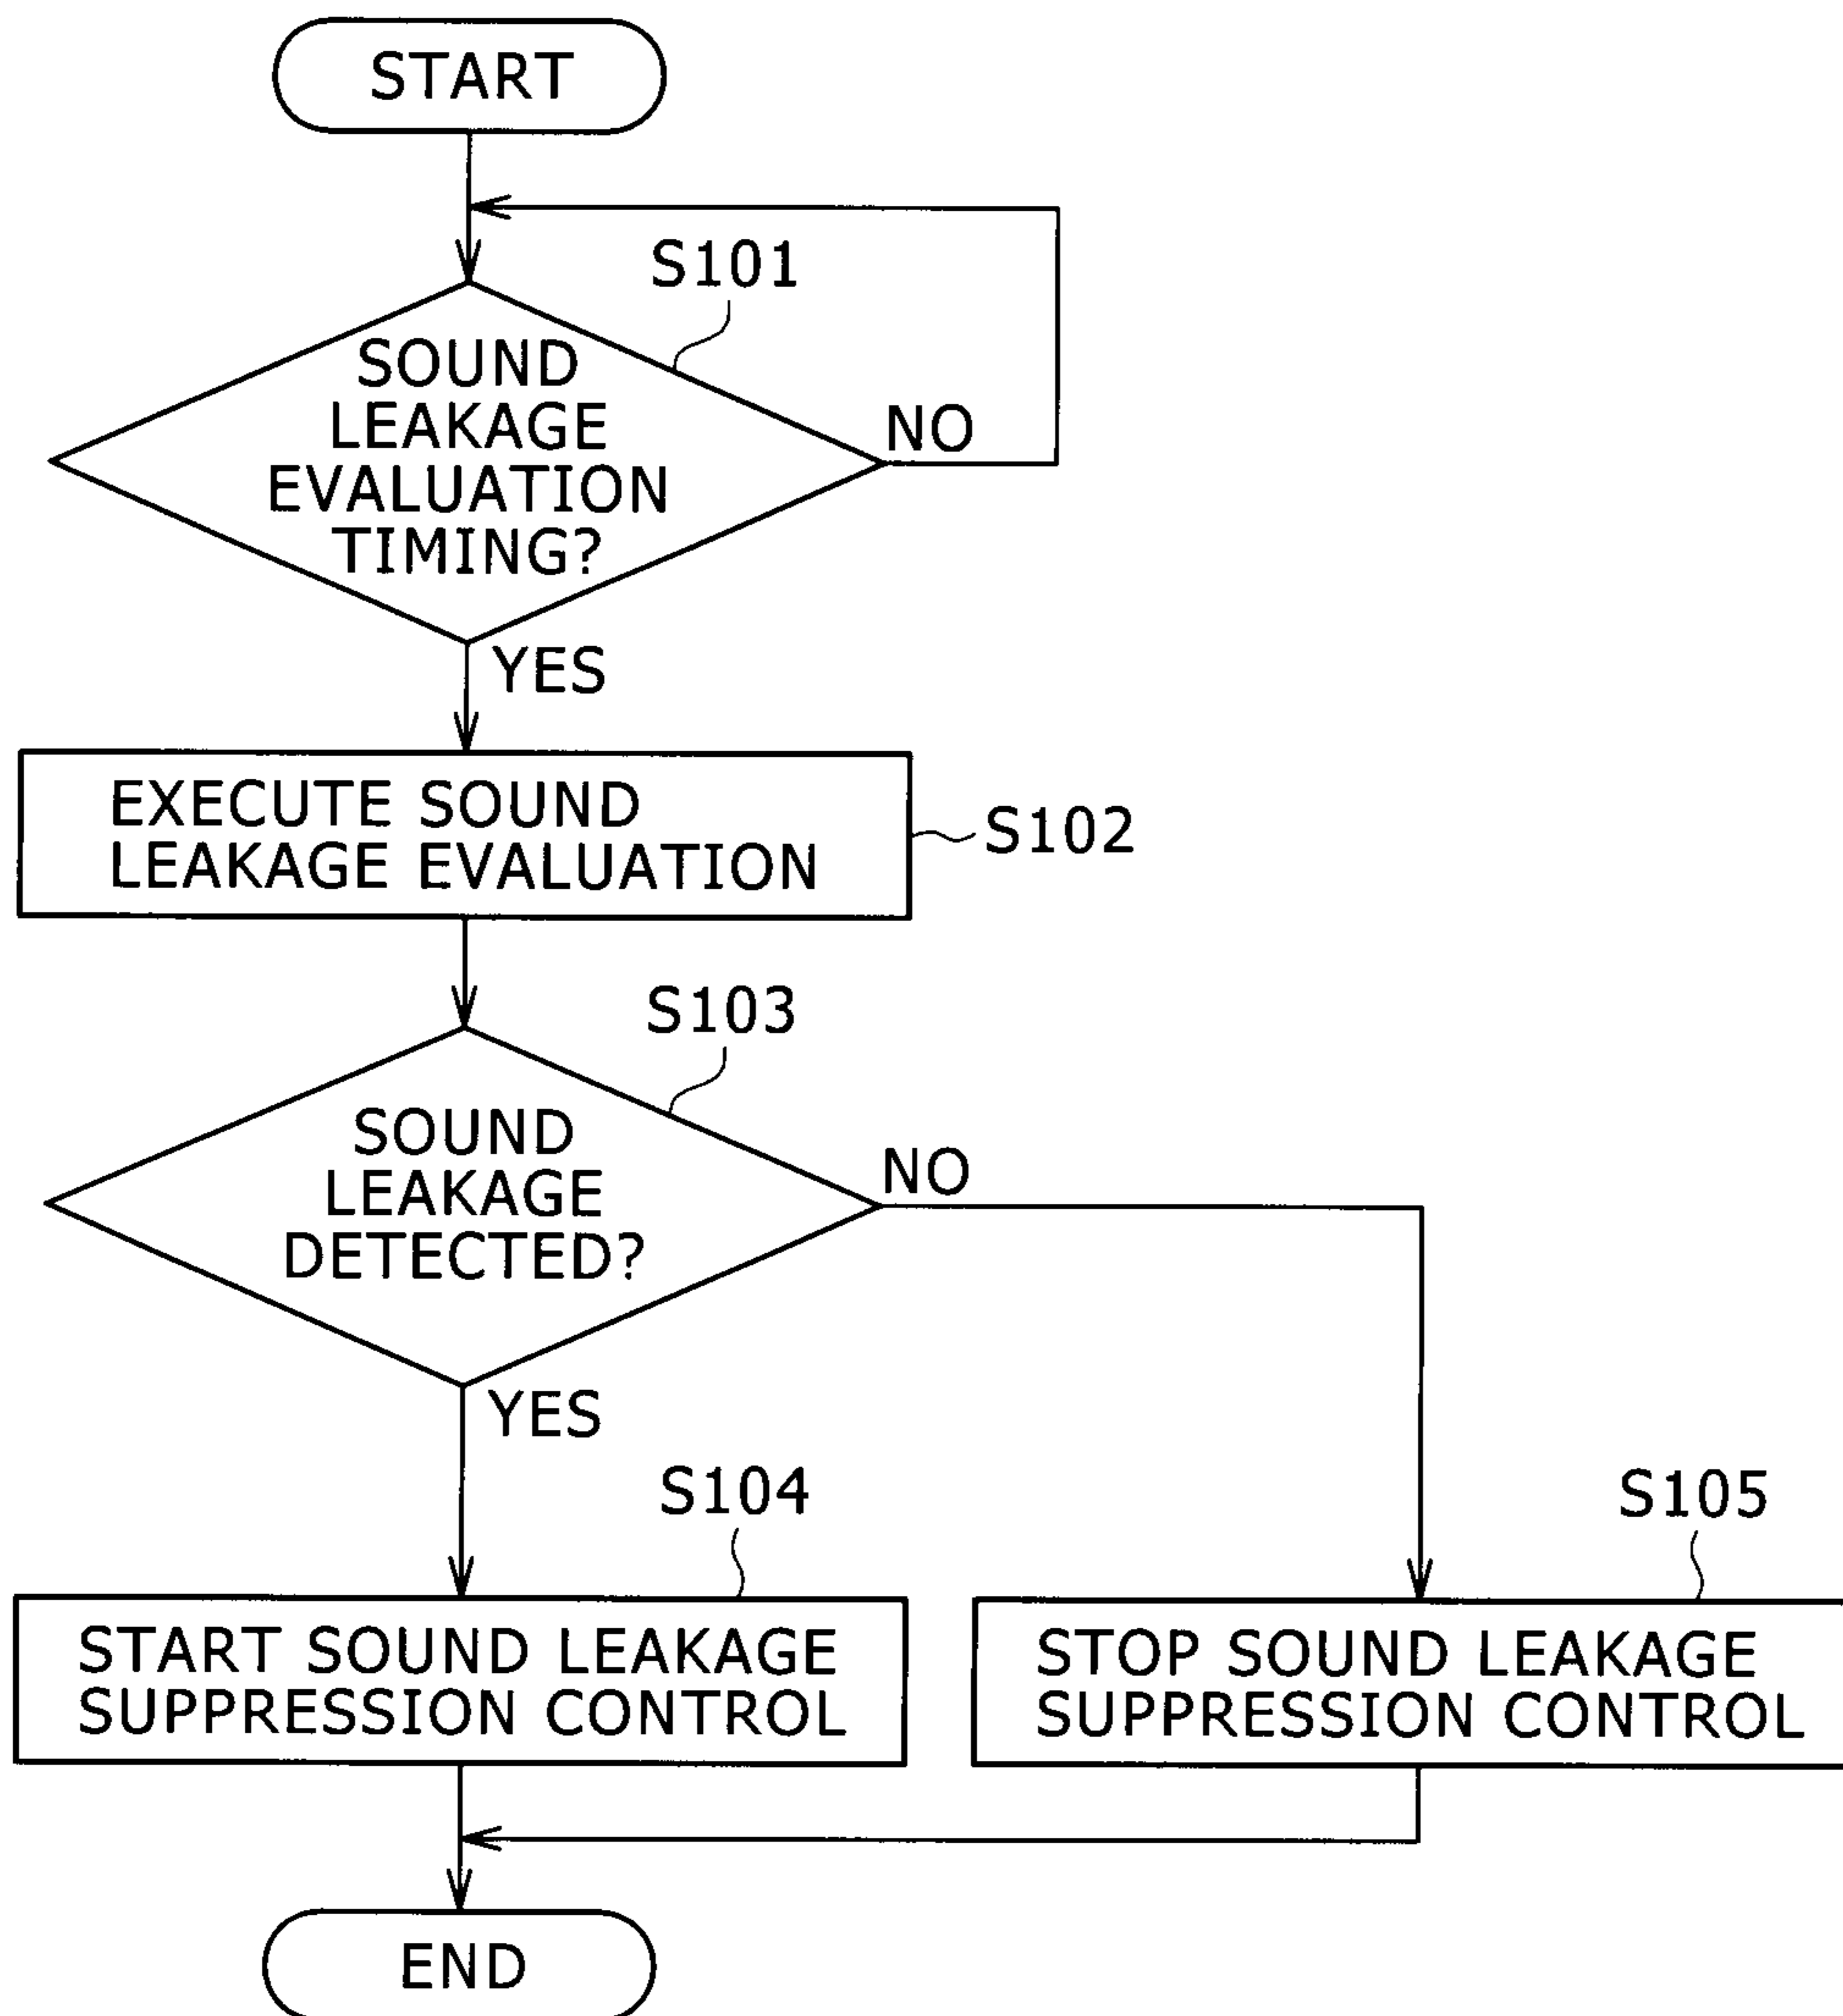 START
S101
SOUND
LEAKAGE
EVALUATION
TIMING?
NO
YES
EXECUTE SOUND
LEAKAGE EVALUATION
S102
S103
SOUND
LEAKAGE
DETECTED?
NO
YES
S104
START SOUND LEAKAGE
SUPPRESSION CONTROL
S105
STOP SOUND LEAKAGE
SUPPRESSION CONTROL
END